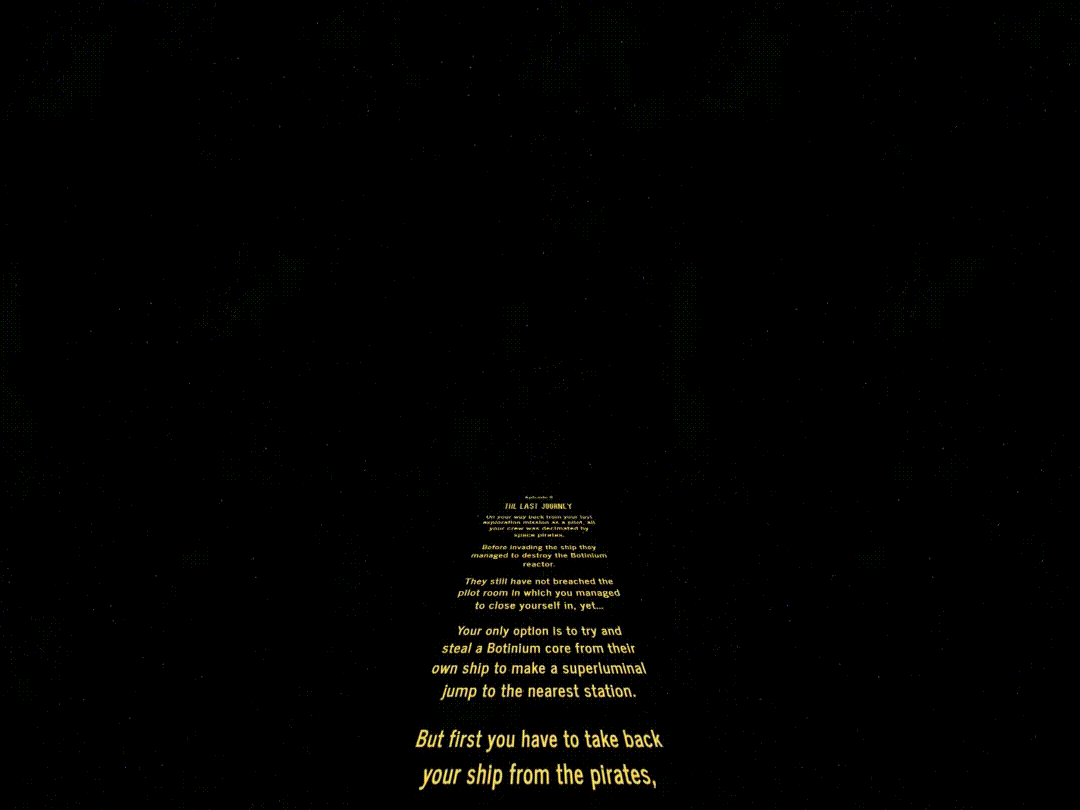 THE LAST JOURNEY
On your way back from your last
exploration mission as a pilot, all
your crew was decimated by
space pirates.
Before invading the ship they
managed to destroy the Botinium
reactor.
They still have not breached the
pilot room in which you managed
to close yourself in, yet...
Your only option is to try and
steal a Botinium core from their
own ship to make a superluminal
jump to the nearest station.
But first you have to take back
your ship from the pirates,